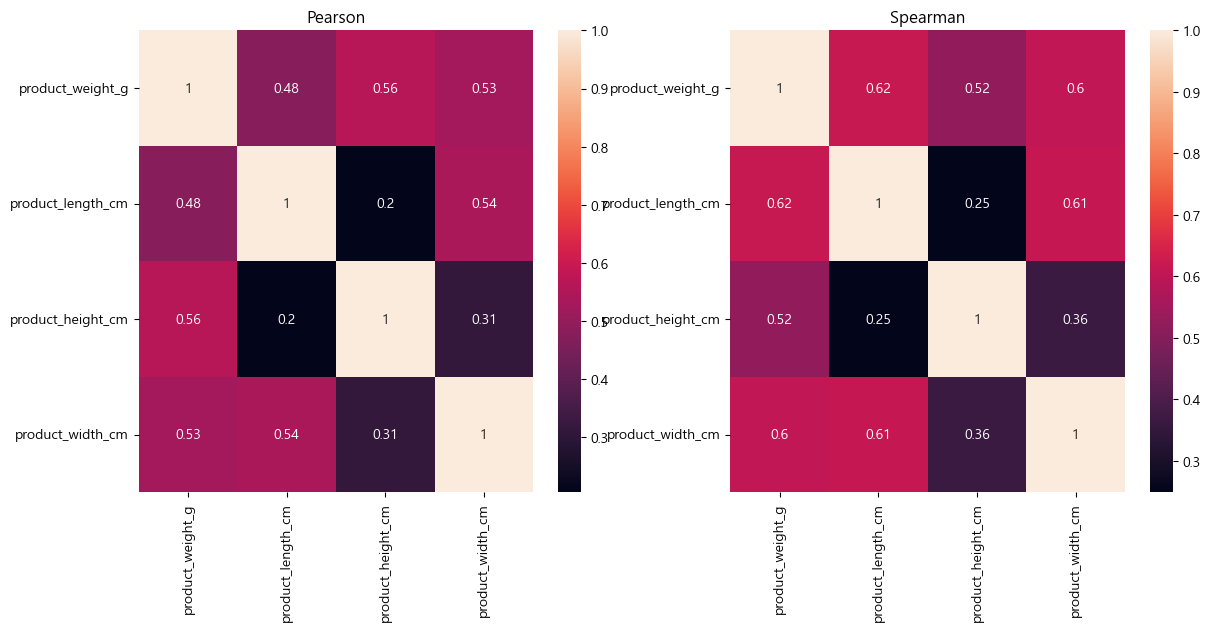 Pearson
product_weight_g 1 0.48 0.56 0.53
product_length_cm 0.48 1 0.2 0.54
product_height_cm 0.56 0.2 1 0.31
product_width_cm 0.53 0.54 0.31 1
product_weight_g
product_length_cm
product_height_cm
product_width_cm
1.0
0.9
0.8
0.7
0.6
0.5
0.4
0.3
Spearman
product_weight_g 1 0.62 0.52 0.6
product_length_cm 0.62 1 0.25 0.61
product_height_cm 0.52 0.25 1 0.36
product_width_cm 0.6 0.61 0.36 1
product_weight_g
product_length_cm
product_height_cm
product_width_cm
1.0
0.9
0.8
0.7
0.6
0.5
0.4
0.3